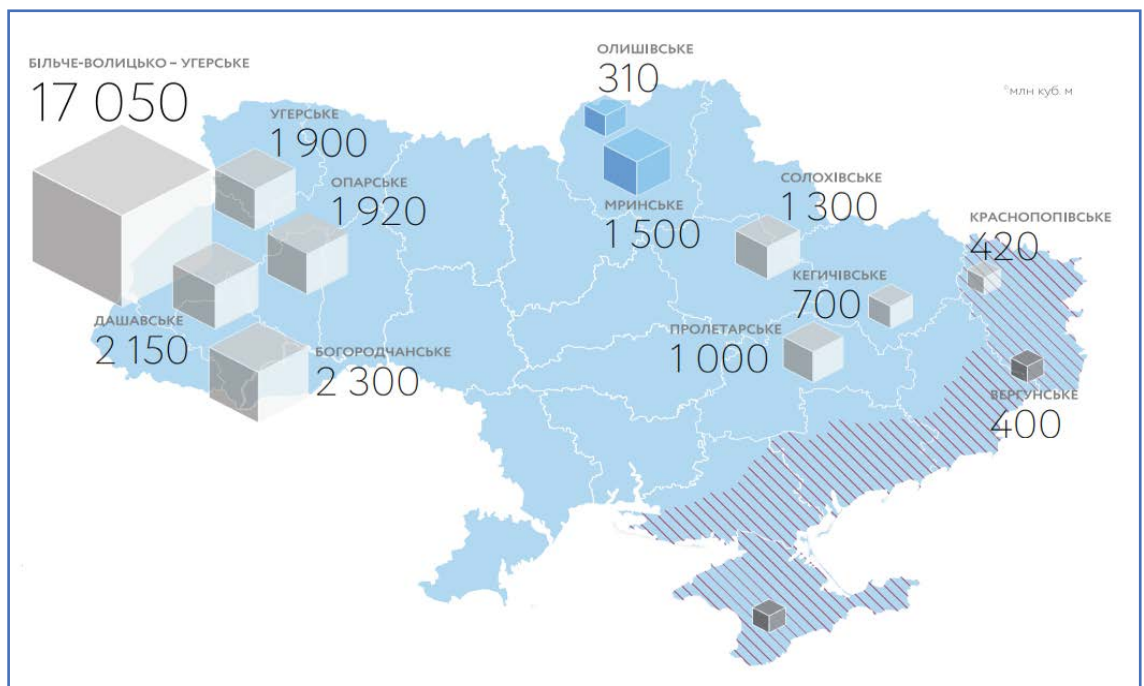 БІЛЬЧЕ-ВОЛИЦЬКО – УГЕРСЬКЕ
17 050
УГЕРСЬКЕ
1 900
ОПАРСЬКЕ
1 920
ДАШАВСЬКЕ
2 150
БОГОРОДЧАНСЬКЕ
2 300
ОЛИШІВСЬКЕ
310
МРИНСЬКЕ
1 500
°млн куб. м
СОЛОХІВСЬКЕ
1 300
КЕГИЧІВСЬКЕ
700
ПРОЛЕТАРСЬКЕ
1 000
КРАСНОПОПІВСЬКЕ
420
ВЕРГУНСЬКЕ
400